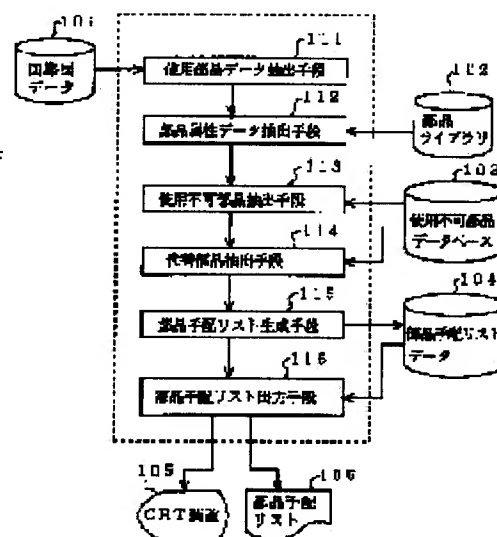 101
回路図
データ
111
使用部品データ抽出手段
112
部品属性データ抽出手段
102
部品
ライブラリ
113
使用不可部品抽出手段
103
使用不可部品
データベース
114
代替部品抽出手段
115
部品手配リスト生成手段
104
部品手配リスト
データ
116
部品手配リスト出力手段
105
CRT装置
106
部品手配
リスト